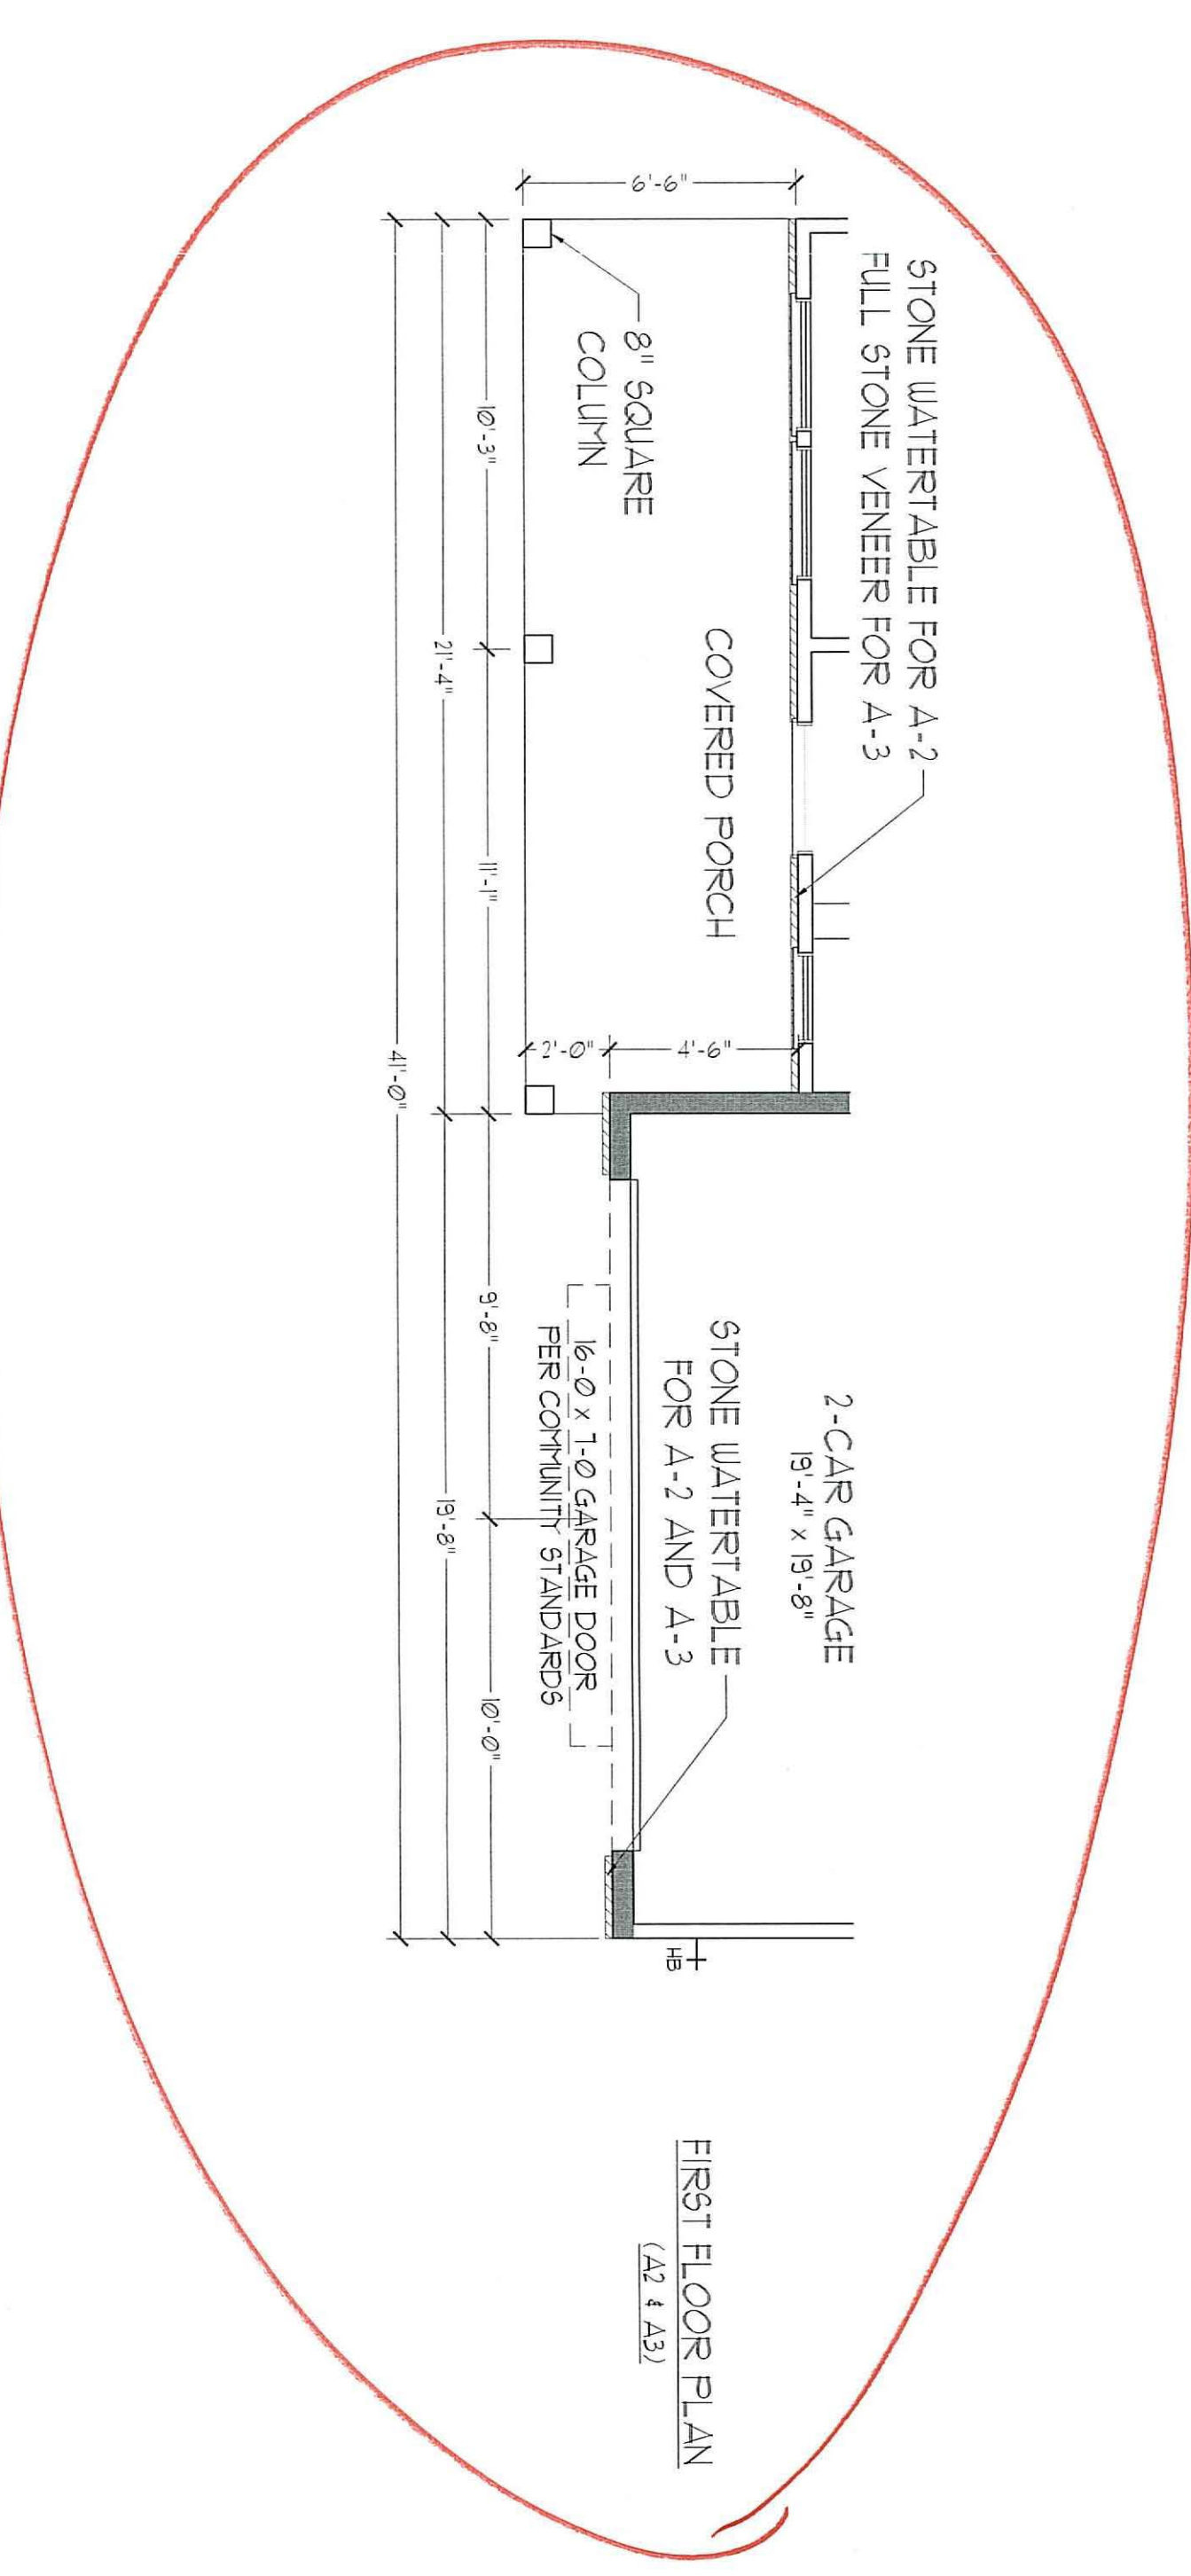 STONE WATERTABLE FOR A-2
FULL STONE VENEER FOR A-3
2-CAR GARAGE
19'-4" x 19'-8"
COVERED PORCH
STONE WATERTABLE
FOR A-2 AND A-3
HB
6'-6"
8" SQUARE
COLUMN
4'-6"
2'-0"
16-0 x 7-0 GARAGE DOOR
PER COMMUNITY STANDARDS
10'-3"
11'-1"
9'-8"
10'-0"
21'-4"
19'-8"
41'-0"
FIRST FLOOR PLAN
(A2 & A3)